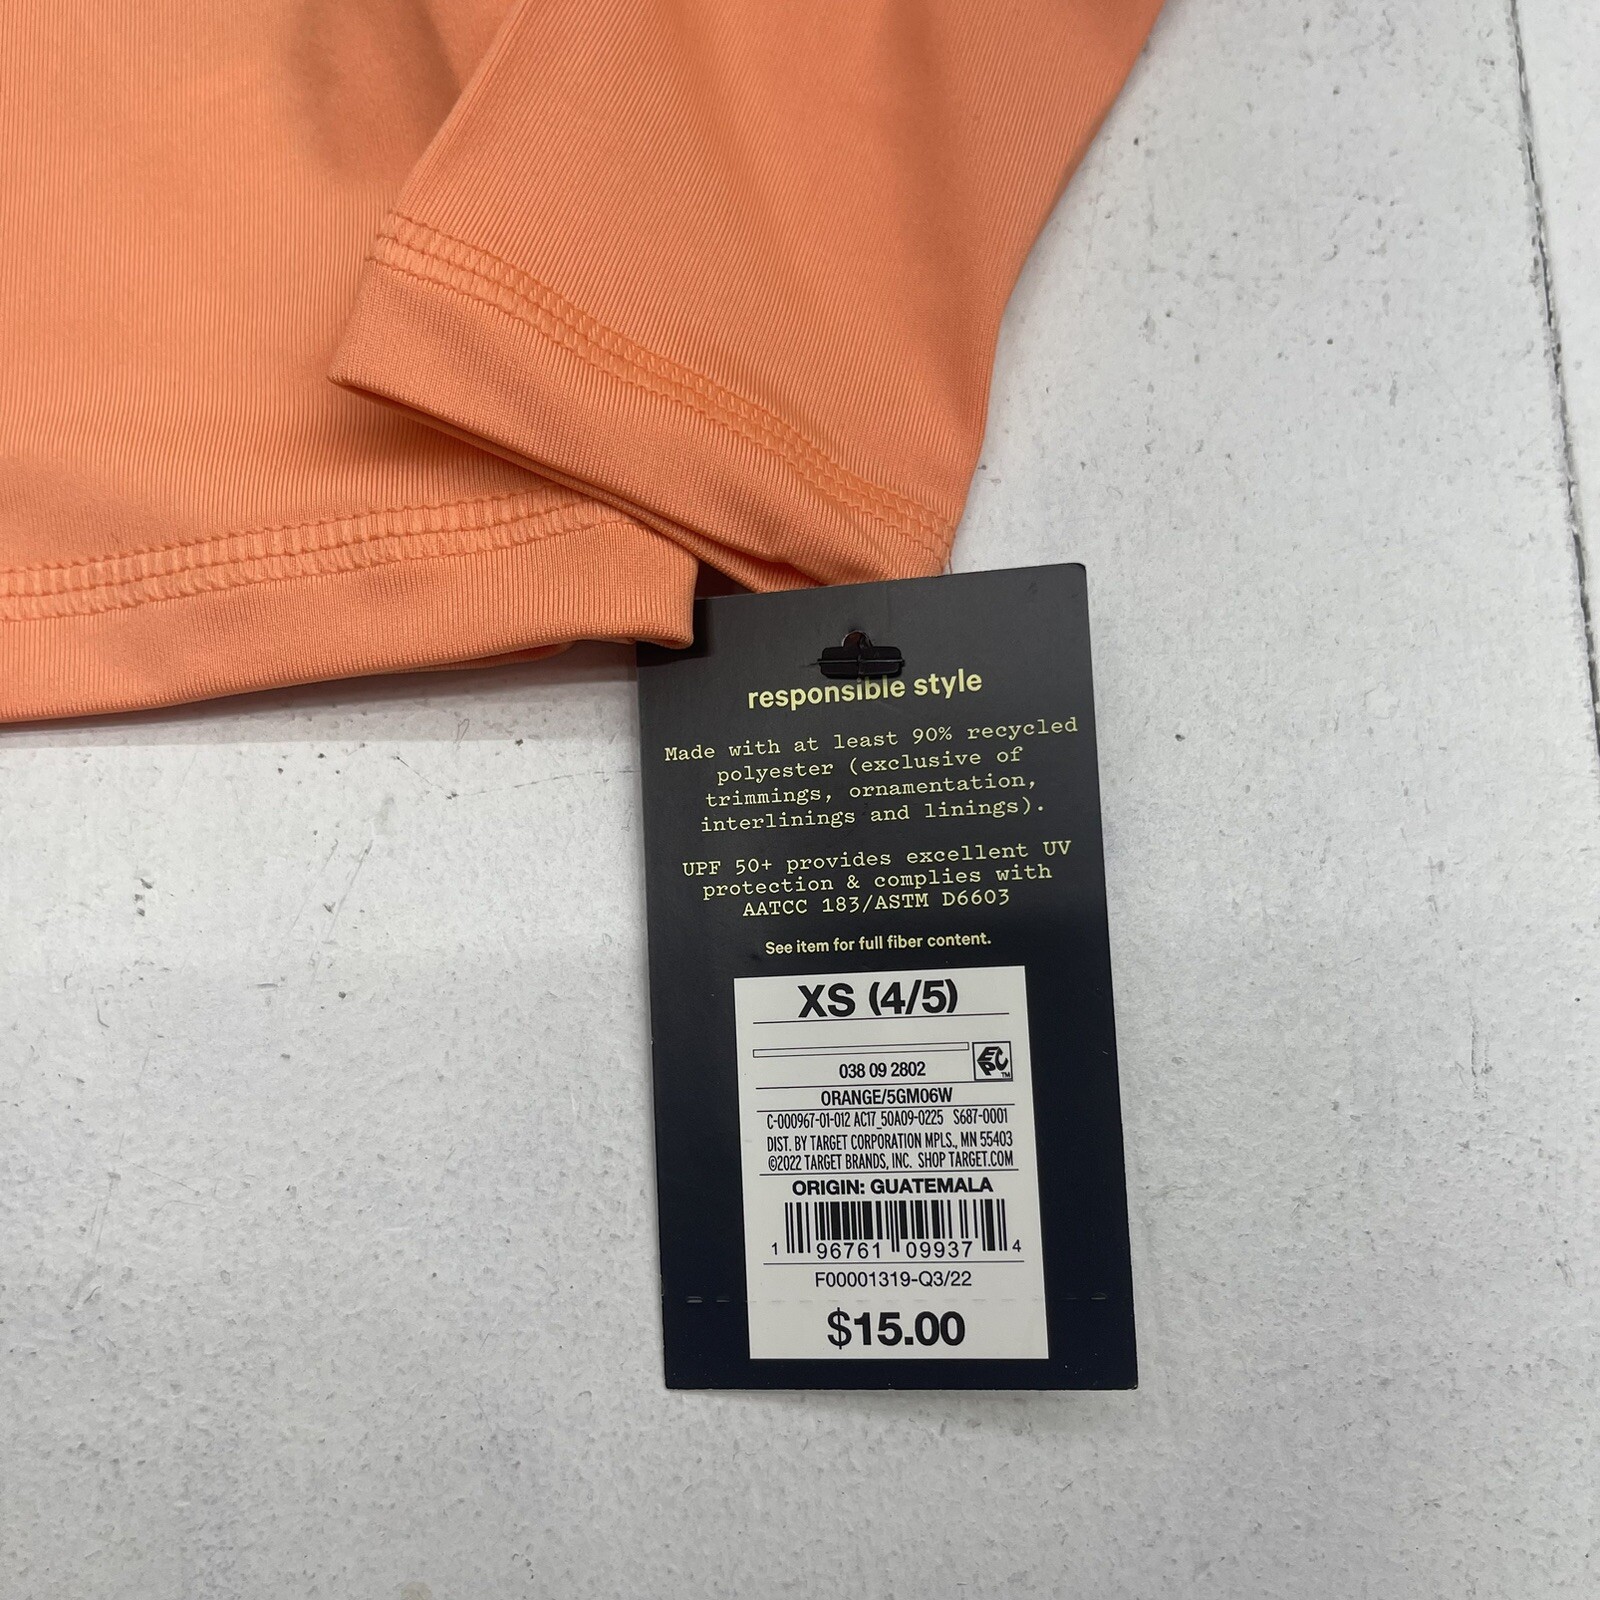 responsible style
Made with at least 90% recycled
polyester (exclusive of
trimmings, ornamentation,
interlinings and linings).
UPF 50+ provides excellent UV
protection & complies with
AATCC 183/ASTM D6603
See item for full fiber content.
XS (4/5)
038 09 2802
EPC TM
ORANGE/5GM06W
C-000967-01-012 AC17_50A09-0225 S687-0001
DIST. BY TARGET CORPORATION MPLS., MN 55403
©2022 TARGET BRANDS, INC. SHOP TARGET.COM
ORIGIN: GUATEMALA
1 96761 09937 4
F00001319-Q3/22
$15.00